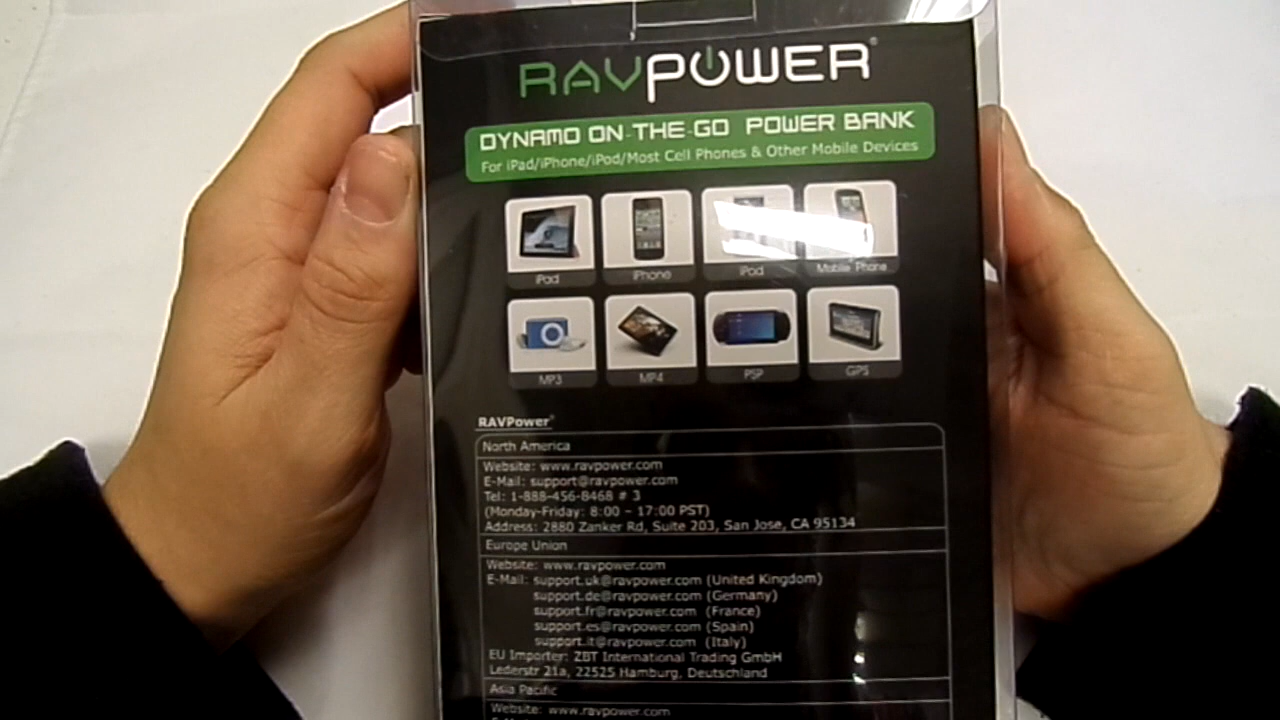 RAVPOWER®
DYNAMO ON-THE-GO POWER BANK
For iPad/iPhone/iPod/Most Cell Phones & Other Mobile Devices
iPad iPhone iPod Mobile Phone
MP3 MP4 PSP GPS
RAVPower®
North America
Website: www.ravpower.com
E-Mail: support@ravpower.com
Tel: 1-888-456-8468 # 3
(Monday-Friday: 8:00 – 17:00 PST)
Address: 2880 Zanker Rd, Suite 203, San Jose, CA 95134
Europe Union
Website: www.ravpower.com
E-Mail: support.uk@ravpower.com (United Kingdom)
support.de@ravpower.com (Germany)
support.fr@ravpower.com (France)
support.es@ravpower.com (Spain)
support.it@ravpower.com (Italy)
EU Importer: ZBT International Trading GmbH
Lederstr 21a, 22525 Hamburg, Deutschland
Asia Pacific
Website: www.ravpower.com